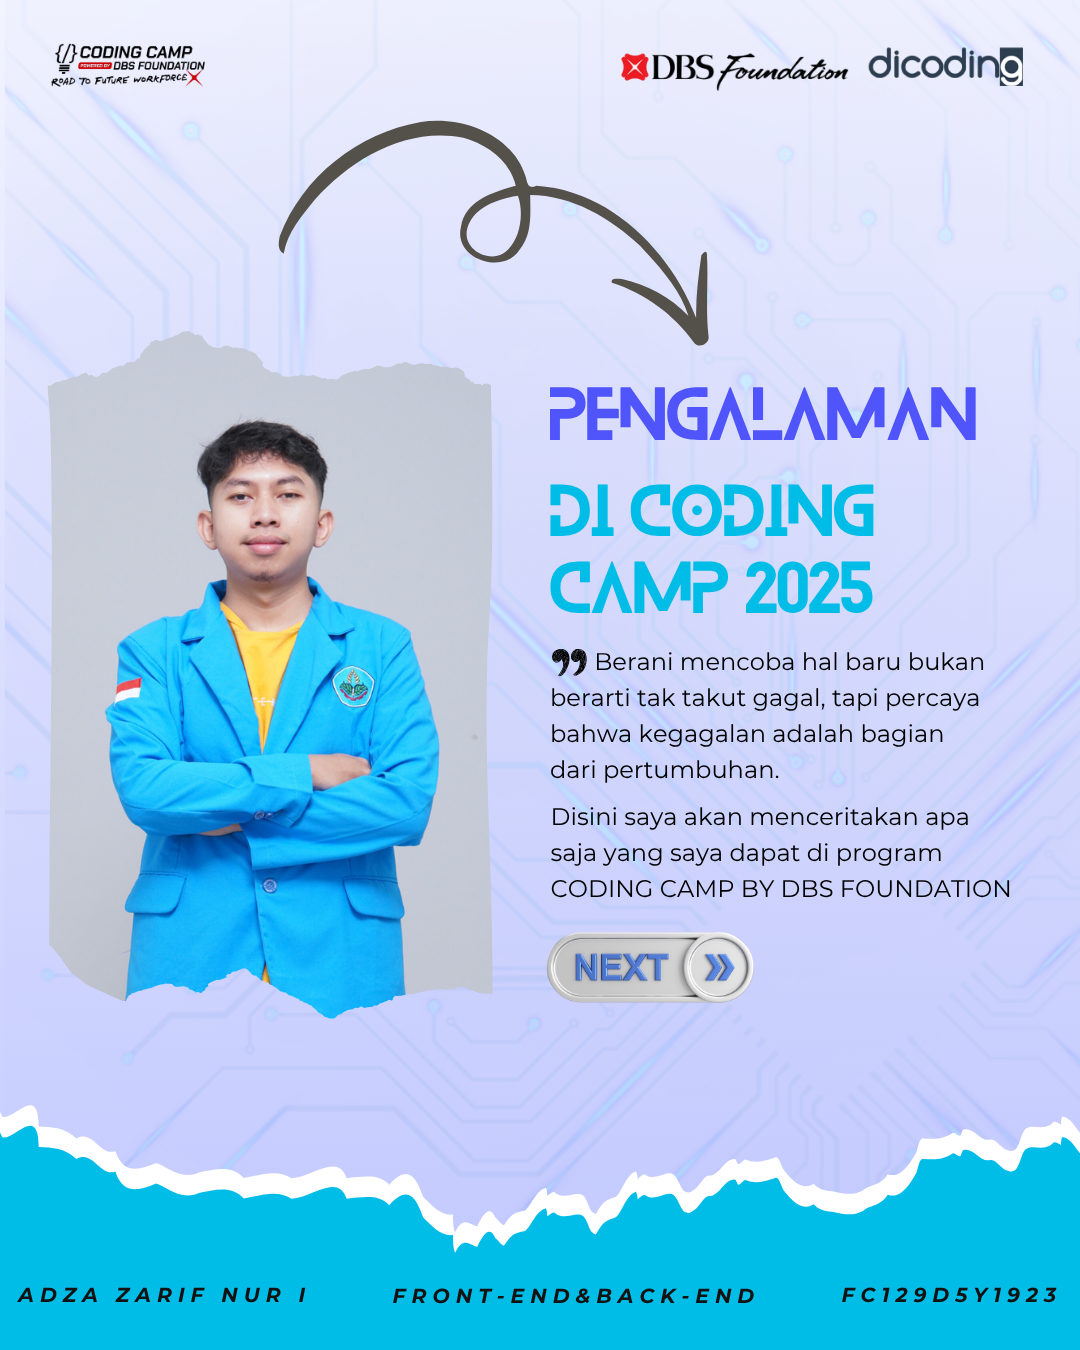 {/} CODING CAMP
POWERED BY DBS FOUNDATION
ROAD TO FUTURE WORKFORCE
DBS Foundation
dicoding
PENGALAMAN
DI CODING
CAMP 2025
” Berani mencoba hal baru bukan
berarti tak takut gagal, tapi percaya
bahwa kegagalan adalah bagian
dari pertumbuhan.
Disini saya akan menceritakan apa
saja yang saya dapat di program
CODING CAMP BY DBS FOUNDATION
NEXT »
ADZA ZARIF NUR I
FRONT-END&BACK-END
FC129D5Y1923